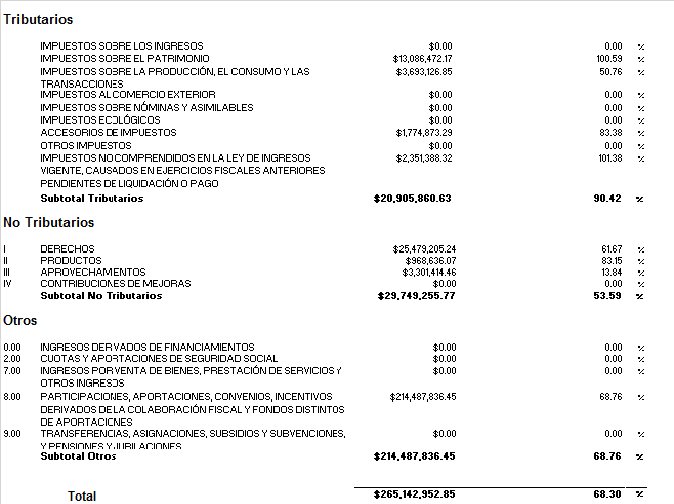 Tributarios
IMPUESTOS SOBRE LOS INGRESOS $0.00 0.00 %
IMPUESTOS SOBRE EL PATRIMONIO $13,086,472.17 100.59 %
IMPUESTOS SOBRE LA PRODUCCIÓN, EL CONSUMO Y LAS $3,693,126.85 50.76 %
TRANSACCIONES
IMPUESTOS AL COMERCIO EXTERIOR $0.00 0.00 %
IMPUESTOS SOBRE NÓMINAS Y ASIMILABLES $0.00 0.00 %
IMPUESTOS ECOLÓGICOS $0.00 0.00 %
ACCESORIOS DE IMPUESTOS $1,774,873.29 83.38 %
OTROS IMPUESTOS $0.00 0.00 %
IMPUESTOS NO COMPRENDIDOS EN LA LEY DE INGRESOS $2,351,388.32 101.38 %
VIGENTE, CAUSADOS EN EJERCICIOS FISCALES ANTERIORES
PENDIENTES DE LIQUIDACIÓN O PAGO
Subtotal Tributarios $20,905,860.63 90.42 %
No Tributarios
I DERECHOS $25,479,205.24 61.67 %
II PRODUCTOS $968,636.07 83.15 %
III APROVECHAMIENTOS $3,301,414.46 13.84 %
IV CONTRIBUCIONES DE MEJORAS $0.00 0.00 %
Subtotal No Tributarios $29,749,255.77 53.59 %
Otros
0.00 INGRESOS DERIVADOS DE FINANCIAMIENTOS $0.00 0.00 %
2.00 CUOTAS Y APORTACIONES DE SEGURIDAD SOCIAL $0.00 0.00 %
7.00 INGRESOS POR VENTA DE BIENES, PRESTACIÓN DE SERVICIOS Y $0.00 0.00 %
OTROS INGRESOS
8.00 PARTICIPACIONES, APORTACIONES, CONVENIOS, INCENTIVOS $214,487,836.45 68.76 %
DERIVADOS DE LA COLABORACIÓN FISCAL Y FONDOS DISTINTOS
DE APORTACIONES
9.00 TRANSFERENCIAS, ASIGNACIONES, SUBSIDIOS Y SUBVENCIONES, $0.00 0.00 %
Y PENSIONES Y JUBILACIONES
Subtotal Otros $214,487,836.45 68.76 %
Total $265,142,952.85 68.30 %